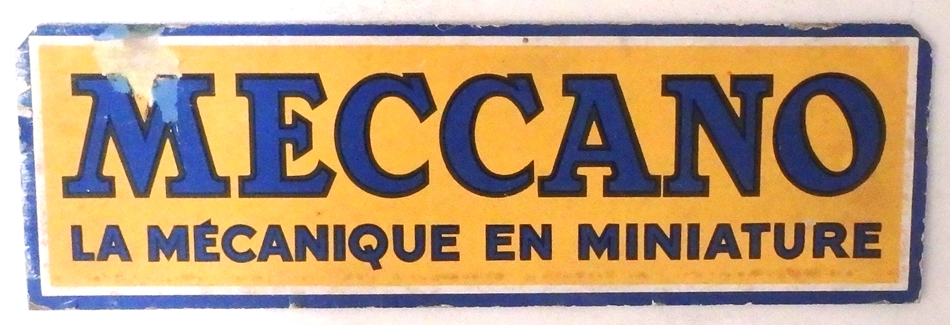 MECCANO
LA MÉCANIQUE EN MINIATURE